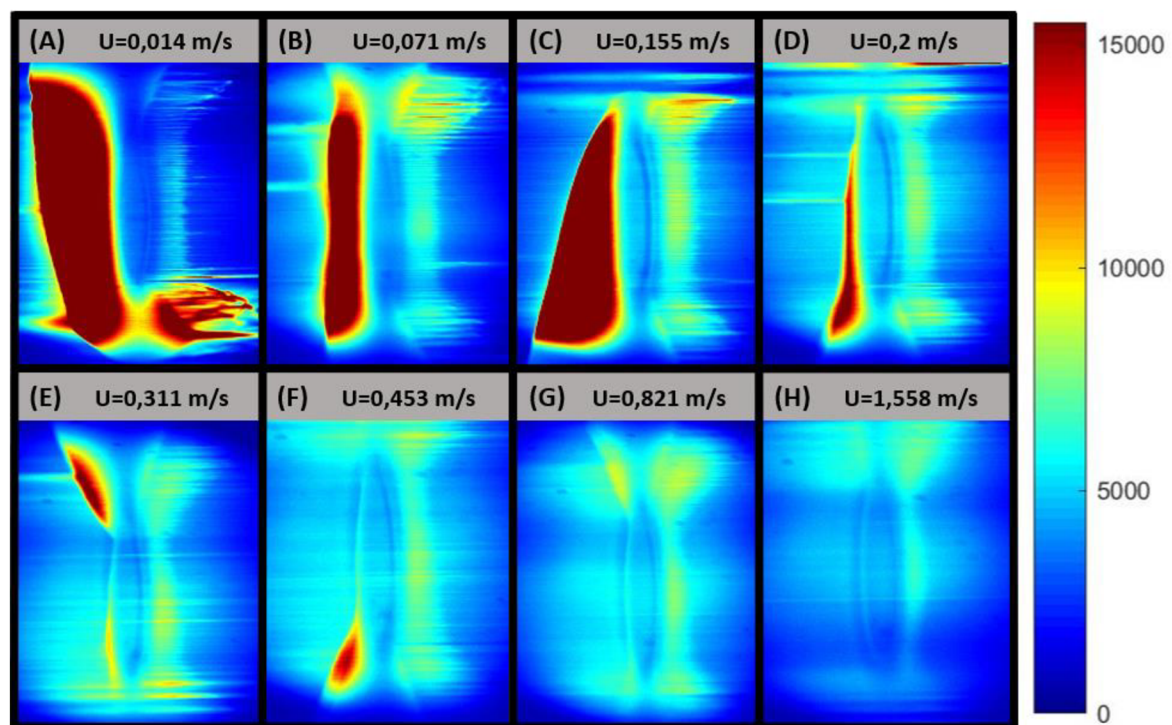 (A) U=0,014 m/s
(B) U=0,071 m/s
(C) U=0,155 m/s
(D) U=0,2 m/s
15000
10000
(E) U=0,311 m/s
(F) U=0,453 m/s
(G) U=0,821 m/s
(H) U=1,558 m/s
5000
0